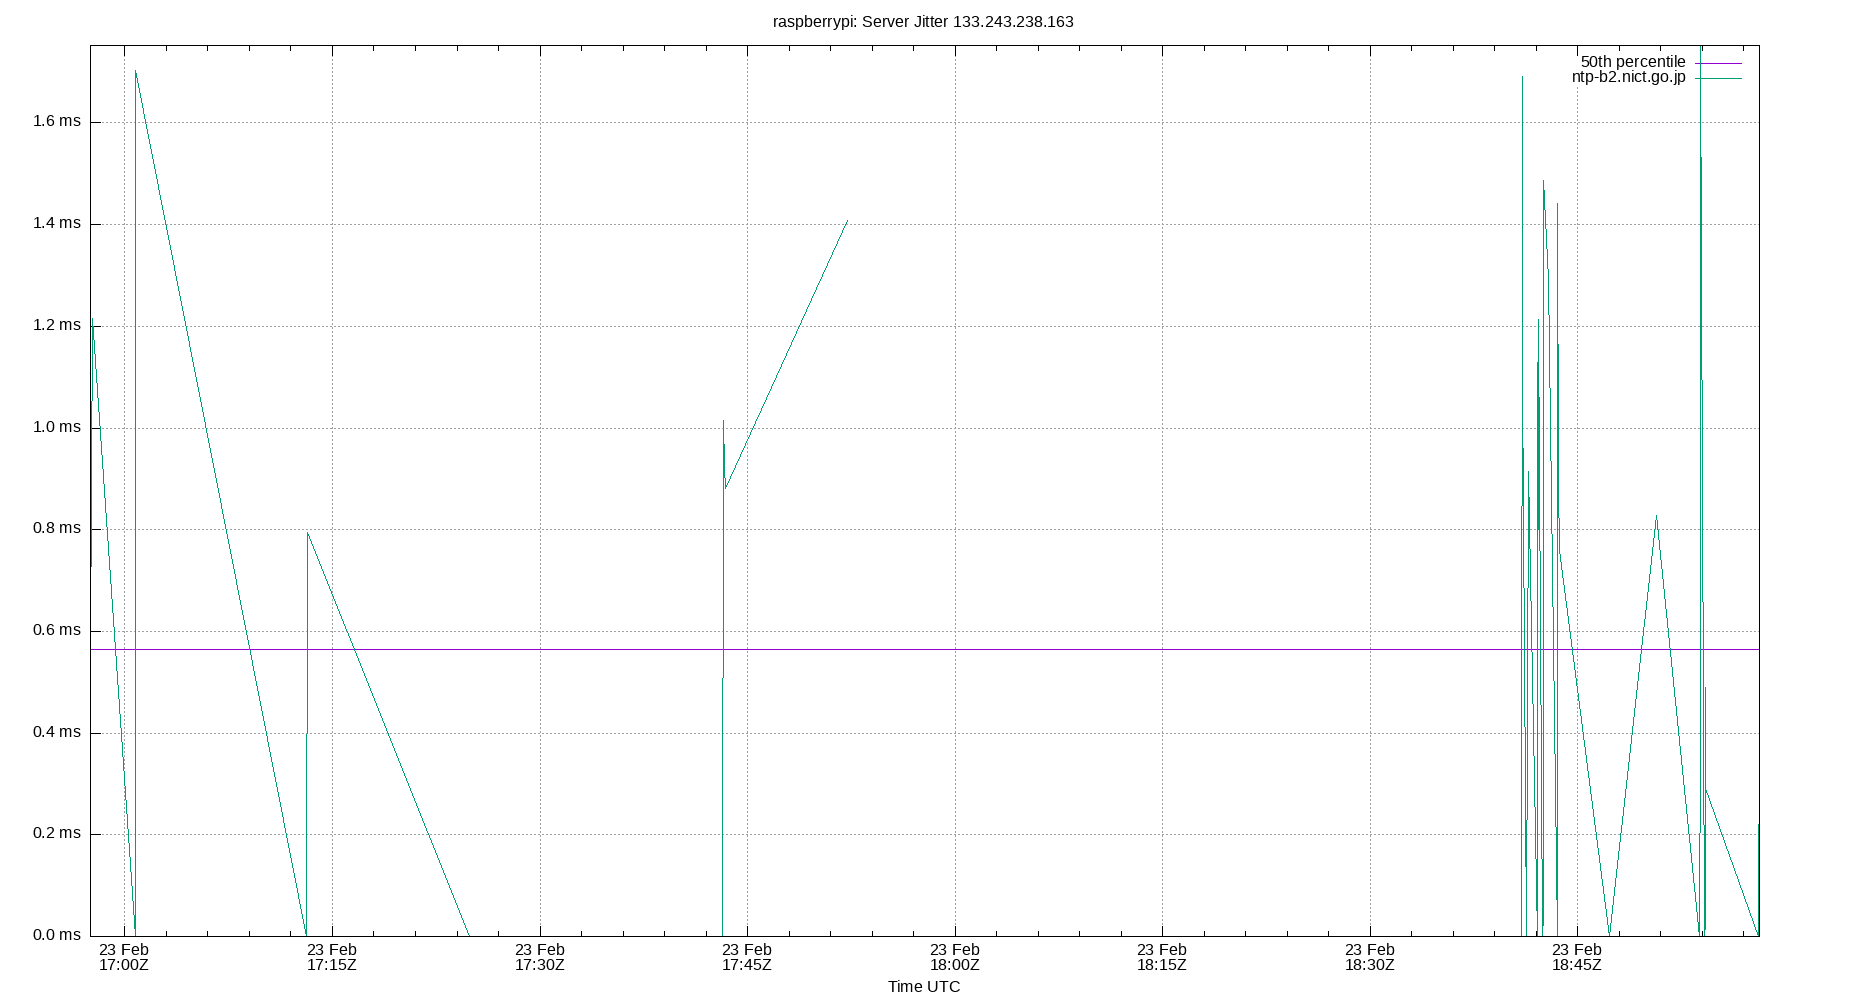 raspberrypi: Server Jitter 133.243.238.163
50th percentile
ntp-b2.nict.go.jp
1.6 ms
1.4 ms
1.2 ms
1.0 ms
0.8 ms
0.6 ms
0.4 ms
0.2 ms
0.0 ms
23 Feb 23 Feb 23 Feb 23 Feb 23 Feb 23 Feb 23 Feb 23 Feb
17:00Z 17:15Z 17:30Z 17:45Z 18:00Z 18:15Z 18:30Z 18:45Z
Time UTC